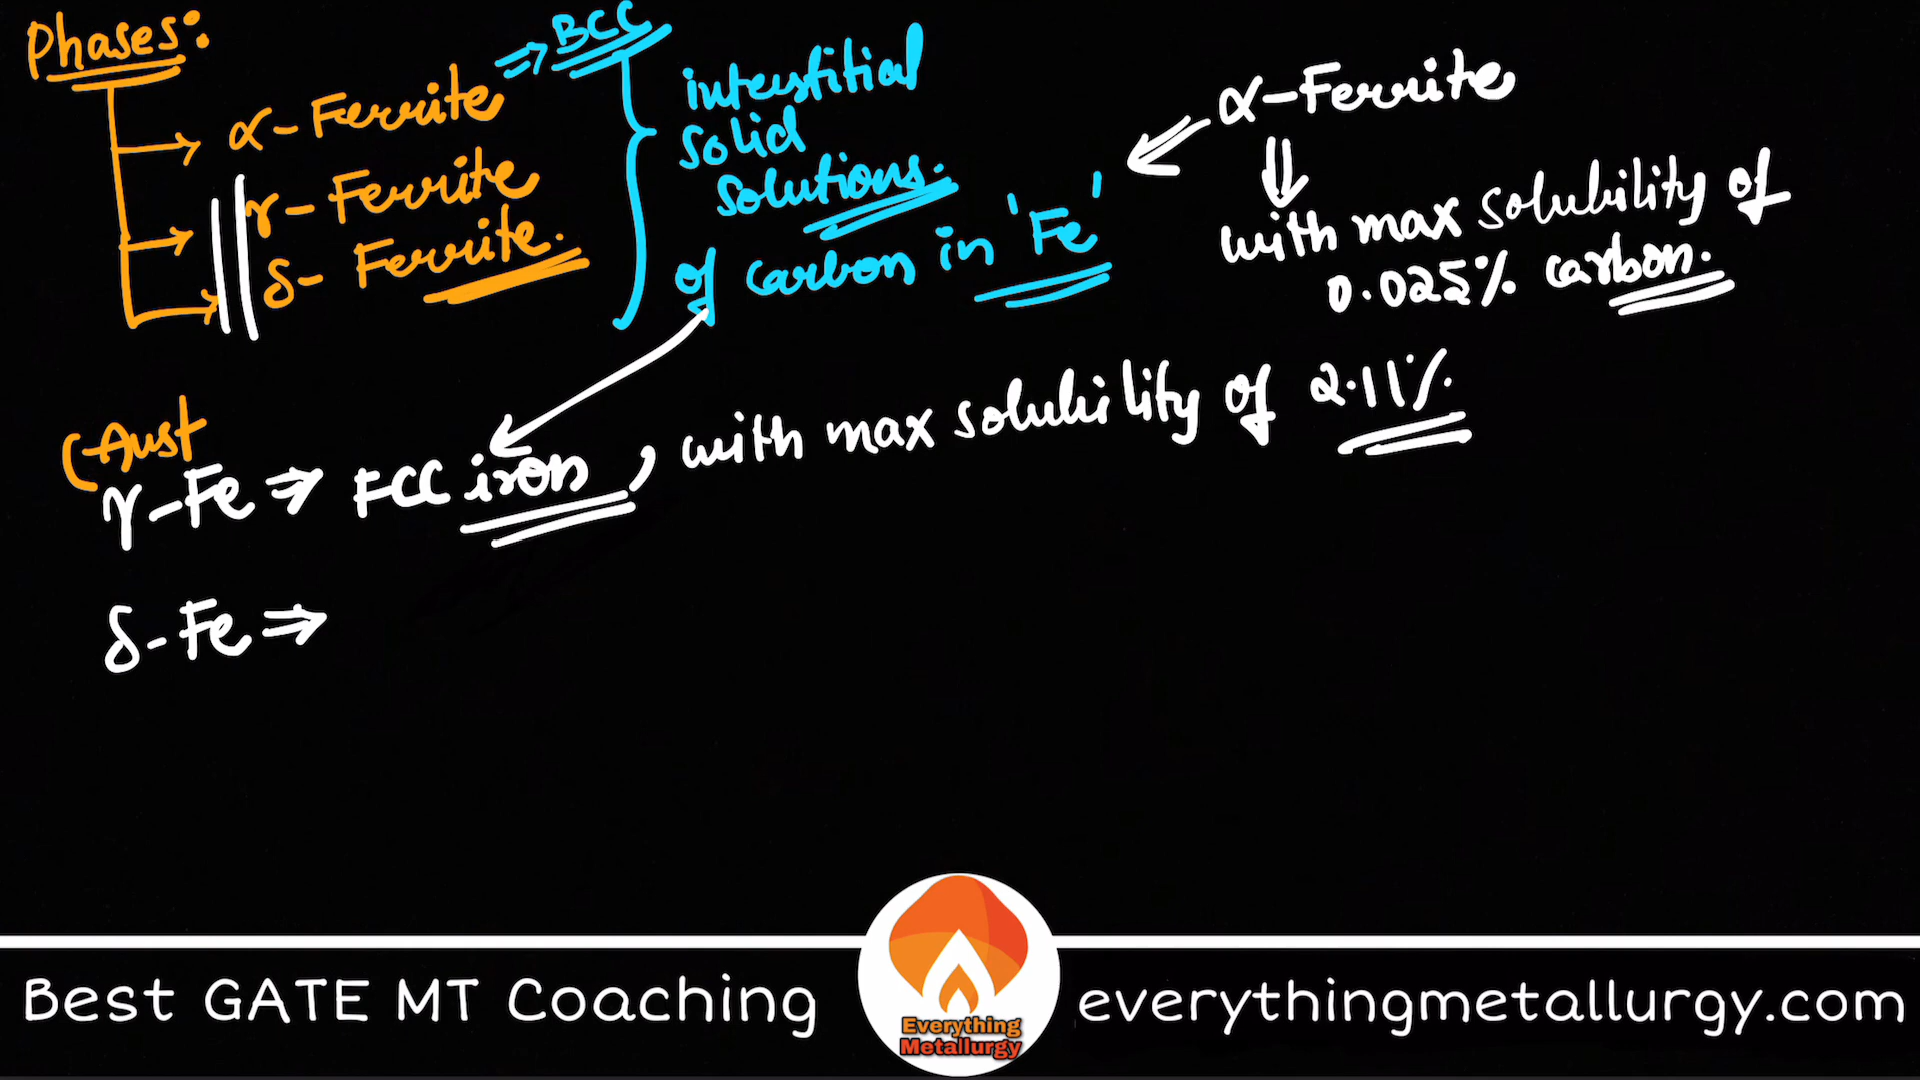 Phases:
α-Ferrite ⇒ BCC
γ-Ferrite
δ-Ferrite.
interstitial
solid
solutions.
of carbon in 'Fe'
α-Ferrite
with max solubility of
0.025% carbon.
(Aust
γ-Fe ⇒ FCC iron, with max solubility of 2.11%.
δ-Fe ⇒
Best GATE MT Coaching
Everything
Metallurgy
everythingmetallurgy.com